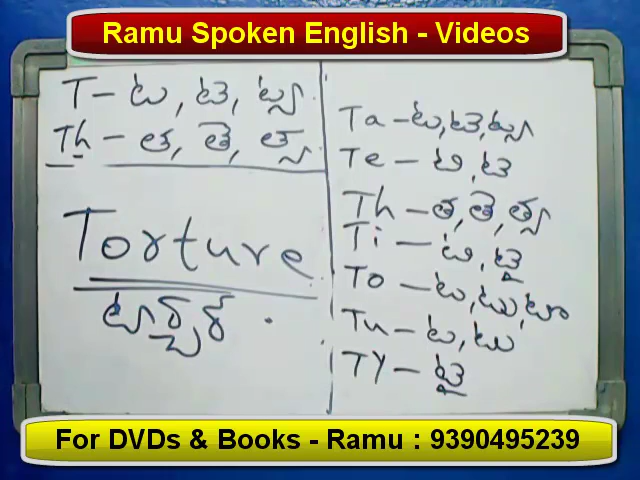 Ramu Spoken English - Videos
T - ట, టె, ట్స
Th - త, తె, త్స
Torture
టార్చర్.
Ta - ట, టె, ట్స
Te - టి, టె
Th - త, తె, త్స
Ti - టి, టై
To - ట, టు, టూ
Tu - ట, టు
TY - టై
For DVDs & Books - Ramu : 9390495239